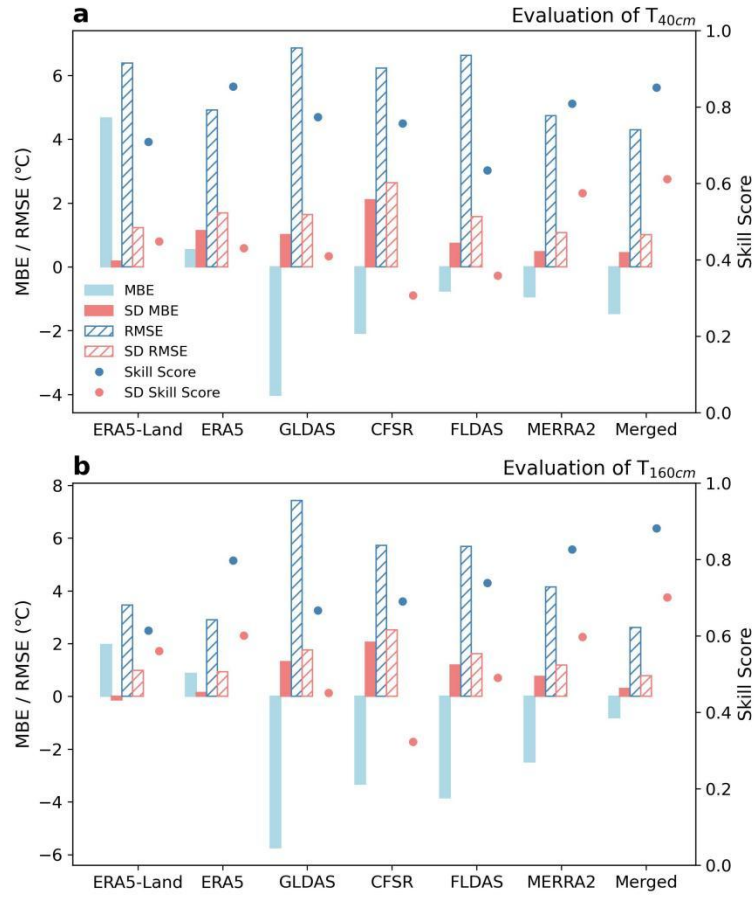 a
Evaluation of T40cm
MBE / RMSE (°C)
6
4
2
0
−2
−4
MBE
SD MBE
RMSE
SD RMSE
Skill Score
SD Skill Score
1.0
0.8
0.6
0.4
0.2
0.0
Skill Score
ERA5-Land ERA5 GLDAS CFSR FLDAS MERRA2 Merged
b
Evaluation of T160cm
MBE / RMSE (°C)
8
6
4
2
0
−2
−4
−6
1.0
0.8
0.6
0.4
0.2
0.0
Skill Score
ERA5-Land ERA5 GLDAS CFSR FLDAS MERRA2 Merged